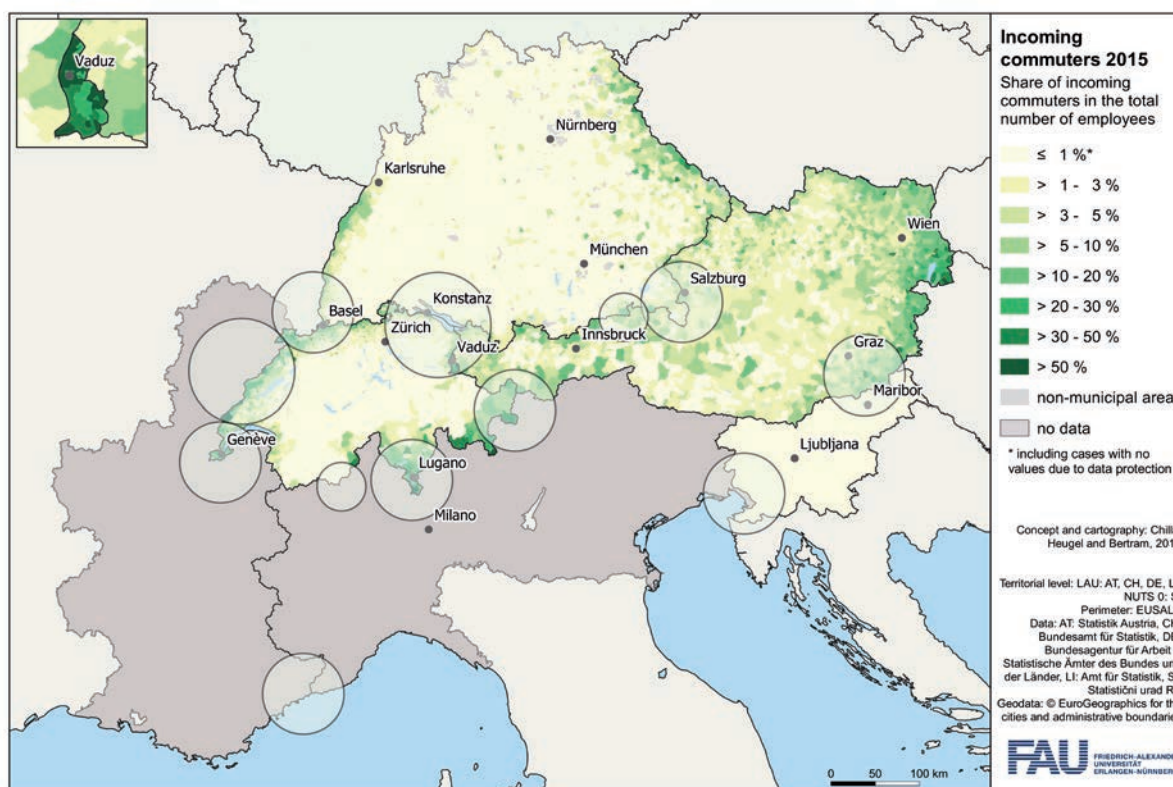 Vaduz
Nürnberg
Karlsruhe
Wien
München
Salzburg
Basel
Konstanz
Zürich
Innsbruck
Vaduz
Graz
Maribor
Genève
Lugano
Ljubljana
Milano
0 50 100 km
Incoming
commuters 2015
Share of incoming
commuters in the total
number of employees
≤ 1 %*
> 1 - 3 %
> 3 - 5 %
> 5 - 10 %
> 10 - 20 %
> 20 - 30 %
> 30 - 50 %
> 50 %
non-municipal area
no data
* including cases with no
values due to data protection
Concept and cartography: Chill
Heugel and Bertram, 201
Territorial level: LAU: AT, CH, DE, L
NUTS 0: S
Perimeter: EUSAL
Data: AT: Statistik Austria, C
Bundesamt für Statistik, D
Bundesagentur für Arbeit
Statistische Ämter des Bundes un
der Länder, LI: Amt für Statistik, S
Statistični urad R
Geodata: © EuroGeographics for th
cities and administrative boundarie
FAU
FRIEDRICH-ALEXANDE
UNIVERSITÄT
ERLANGEN-NÜRNBER